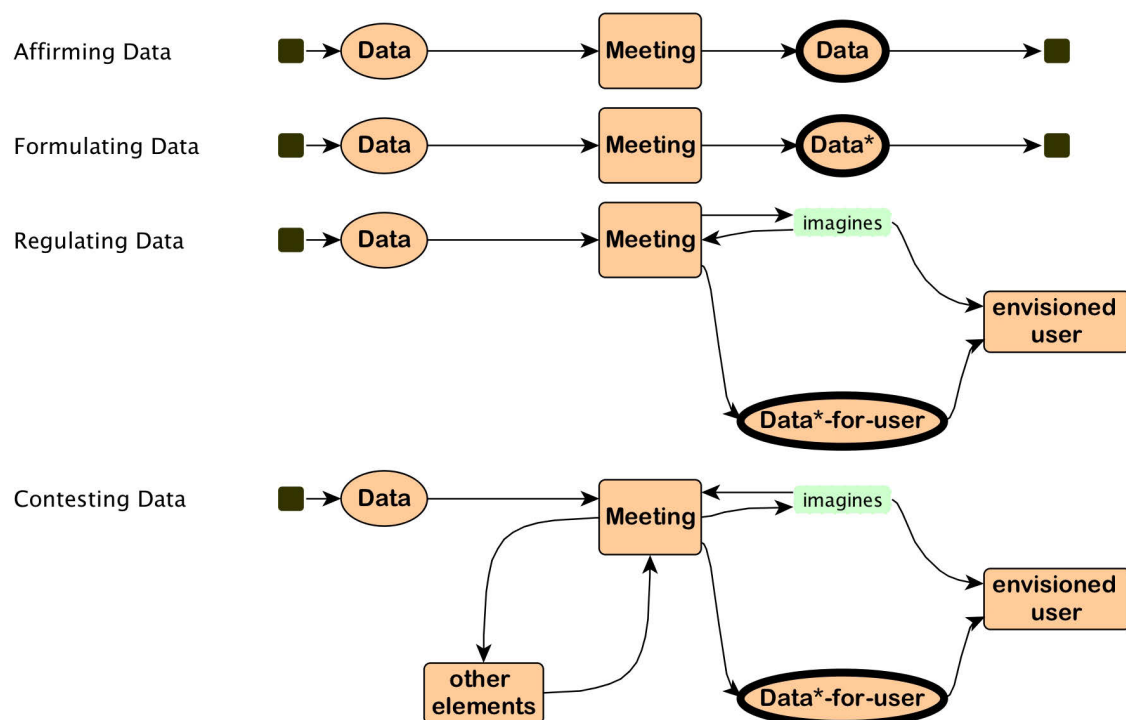 Affirming Data
Data
Meeting
Data
Formulating Data
Data
Meeting
Data*
Regulating Data
Data
Meeting
imagines
envisioned
user
Data*-for-user
Contesting Data
Data
Meeting
imagines
envisioned
user
other
elements
Data*-for-user